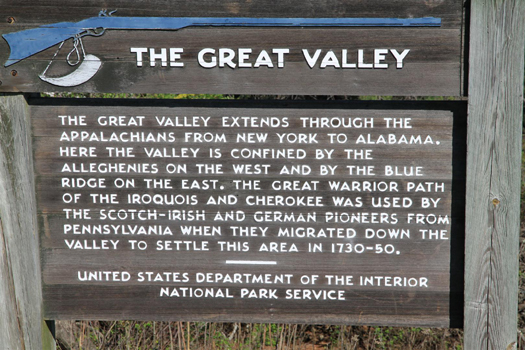 THE GREAT VALLEY
THE GREAT VALLEY EXTENDS THROUGH THE
APPALACHIANS FROM NEW YORK TO ALABAMA.
HERE THE VALLEY IS CONFINED BY THE
ALLEGHENIES ON THE WEST AND BY THE BLUE
RIDGE ON THE EAST. THE GREAT WARRIOR PATH
OF THE IROQUOIS AND CHEROKEE WAS USED BY
THE SCOTCH-IRISH AND GERMAN PIONEERS FROM
PENNSYLVANIA WHEN THEY MIGRATED DOWN THE
VALLEY TO SETTLE THIS AREA IN 1730-50.
UNITED STATES DEPARTMENT OF THE INTERIOR
NATIONAL PARK SERVICE